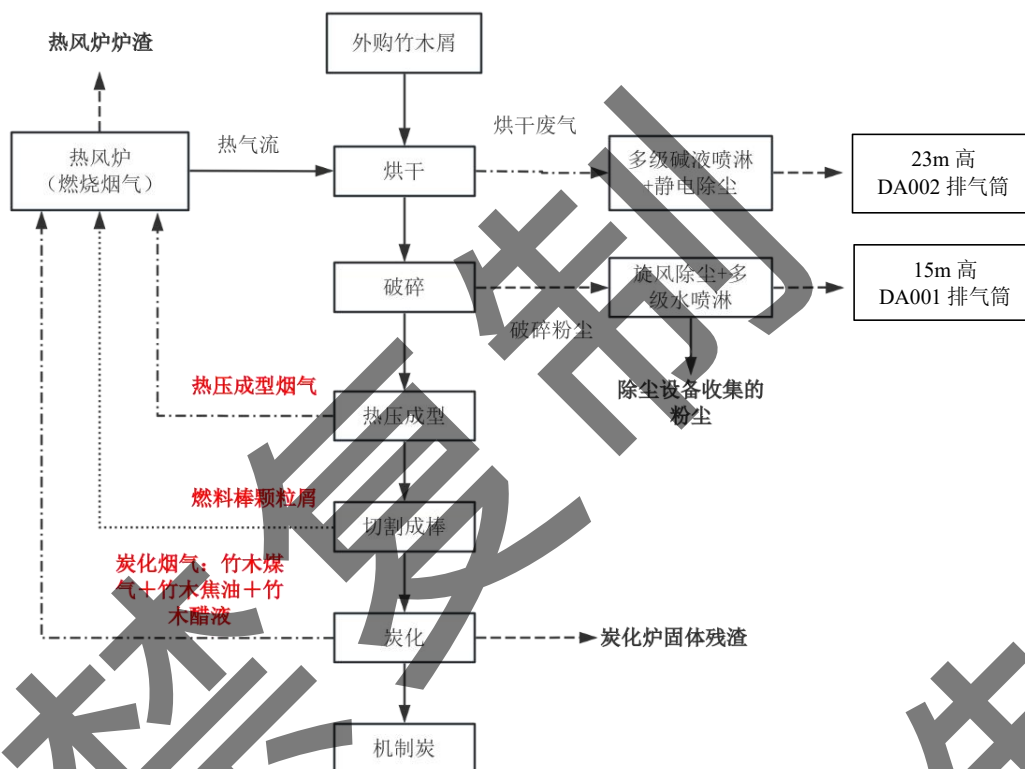 热风炉炉渣
外购竹木屑
热风炉
（燃烧烟气）
热气流
烘干
烘干废气
多级碱液喷淋
+静电除尘
23m 高
DA002 排气筒
破碎
破碎粉尘
旋风除尘+多
级水喷淋
15m 高
DA001 排气筒
除尘设备收集的
粉尘
热压成型烟气
热压成型
燃料棒颗粒屑
切割成棒
炭化烟气：竹木煤
气＋竹木焦油＋竹
木醋液
炭化
炭化炉固体残渣
机制炭
禁复制